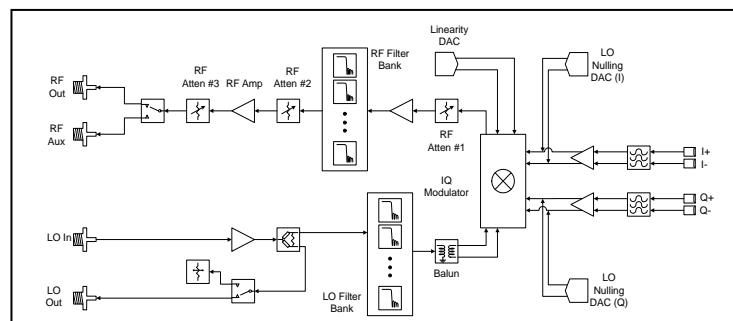 Linearity
DAC
LO
Nulling
DAC (I)
RF Filter
Bank
RF
Out
RF
Atten #3
RF Amp
RF
Atten #2
RF
Aux
RF
Atten #1
I+
I-
IQ
Modulator
Q+
Q-
LO In
LO
Out
LO Filter
Bank
Balun
LO
Nulling
DAC (Q)